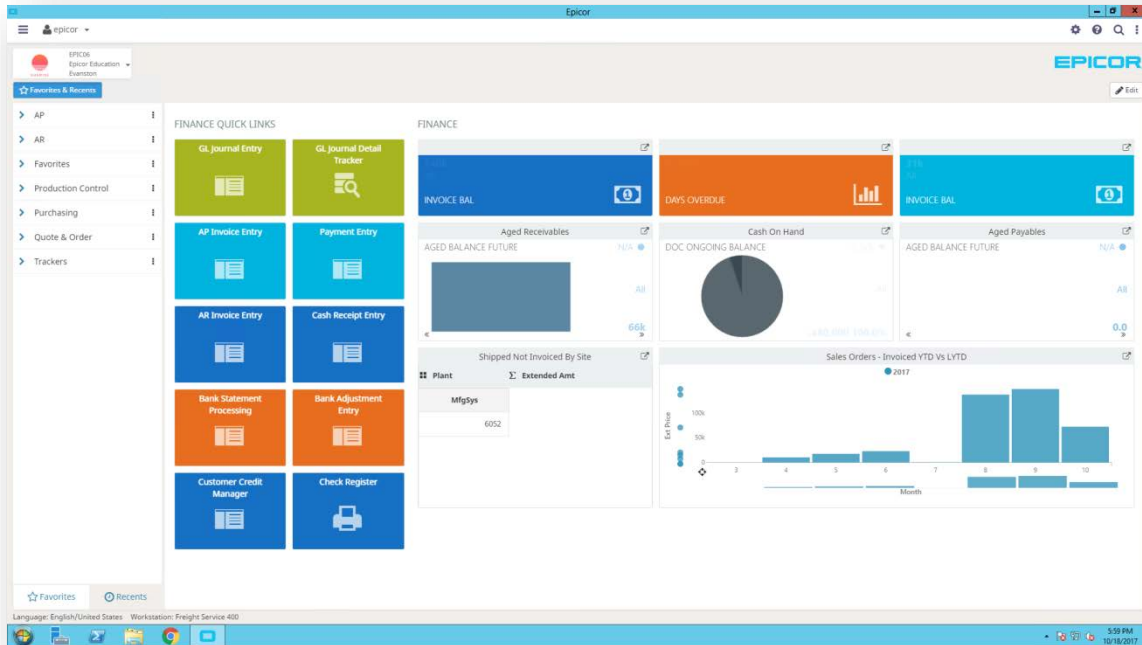 Epicor
epicor
EPIC06
Epicor Education
Evanston
EPICOR
Favorites & Recents
Edit
AP
AR
Favorites
Production Control
Purchasing
Quote & Order
Trackers
FINANCE QUICK LINKS
GL Journal Entry
GL Journal Detail
Tracker
AP Invoice Entry
Payment Entry
AR Invoice Entry
Cash Receipt Entry
Bank Statement
Processing
Bank Adjustment
Entry
Customer Credit
Manager
Check Register
FINANCE
INVOICE BAL
DAYS OVERDUE
INVOICE BAL
Aged Receivables
AGED BALANCE FUTURE
N/A
All
66k
Cash On Hand
DOC ONGOING BALANCE
Aged Payables
AGED BALANCE FUTURE
N/A
All
0.0
Shipped Not Invoiced By Site
Plant
Σ Extended Amt
MfgSys
6052
Sales Orders - Invoiced YTD Vs LYTD
2017
Ext Price
100k
50k
0
3 4 5 6 7 8 9 10
Month
Favorites
Recents
Language: English/United States Workstation: Freight Service 400
5:59 PM
10/18/2017